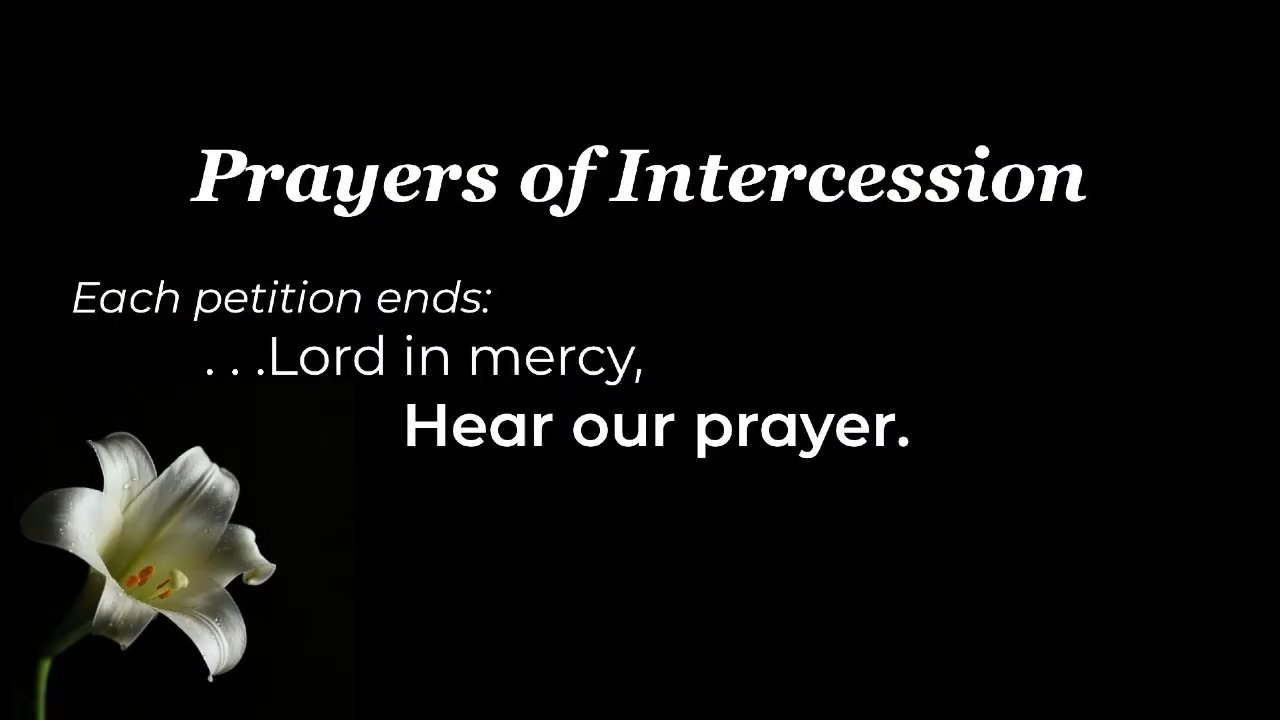 Prayers of Intercession
Each petition ends:
. . .Lord in mercy,
Hear our prayer.